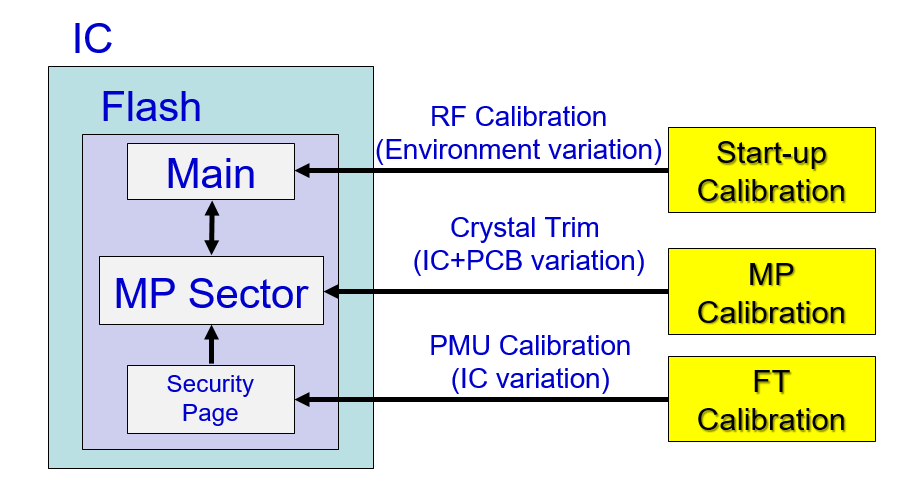 IC
Flash
Main
MP Sector
Security
Page
RF Calibration
(Environment variation)
Crystal Trim
(IC+PCB variation)
PMU Calibration
(IC variation)
Start-up
Calibration
MP
Calibration
FT
Calibration